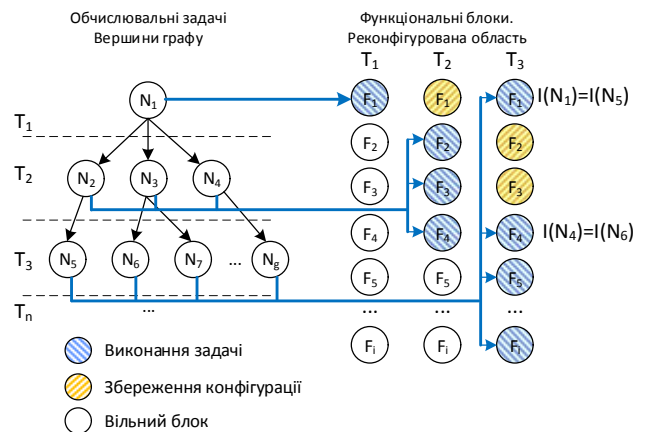 Обчислювальні задачі
Вершини графу
Функціональні блоки.
Реконфігурована область
T1 T2 T3
N1 F1 F1 F1 I(N1)=I(N5)
T1
F2 F2 F2
T2 N2 N3 N4 F3 F3 F3
F4 F4 F4 I(N4)=I(N6)
T3 N5 N6 N7 ... Ng F5 F5 F5
Tn ... ... ... ...
Fi Fi Fi
Виконання задачі
Збереження конфігурації
Вільний блок